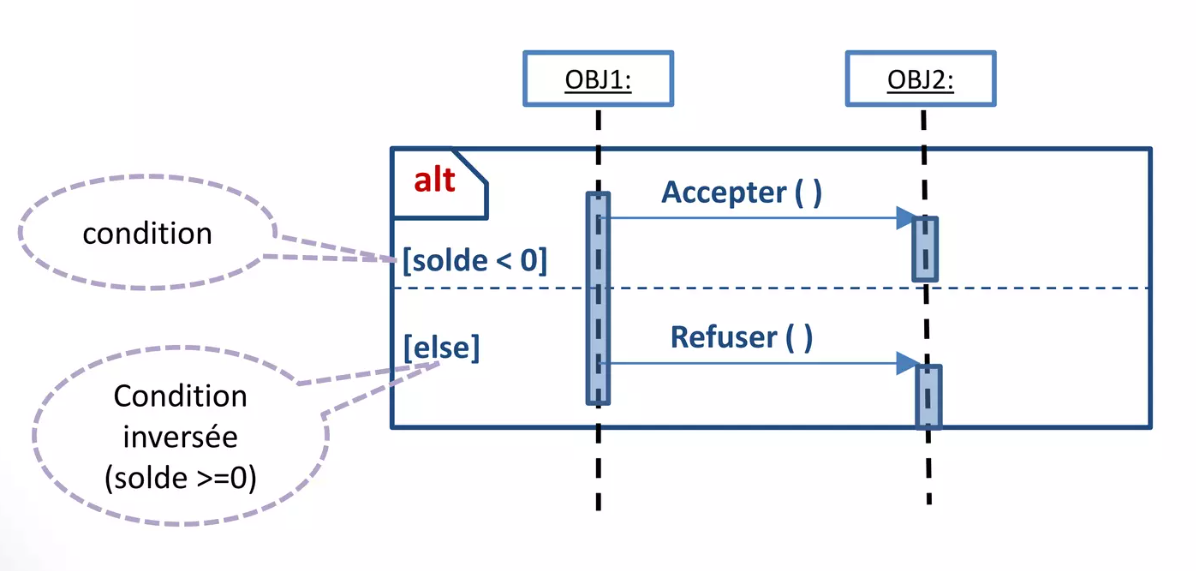 OBJ1:
OBJ2:
alt
Accepter ( )
condition
[solde < 0]
Refuser ( )
[else]
Condition
inversée
(solde >=0)